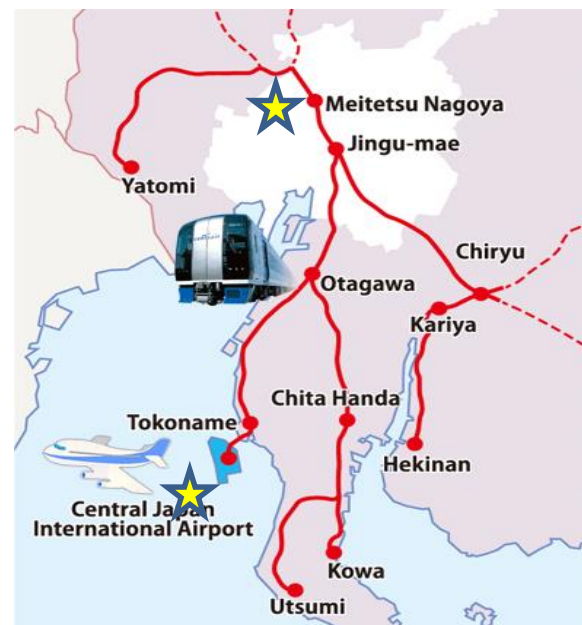 Meitetsu Nagoya
Jingu-mae
Yatomi
Chiryu
Otagawa
Kariya
Chita Handa
Tokoname
Hekinan
Central Japan
International Airport
Kowa
Utsumi